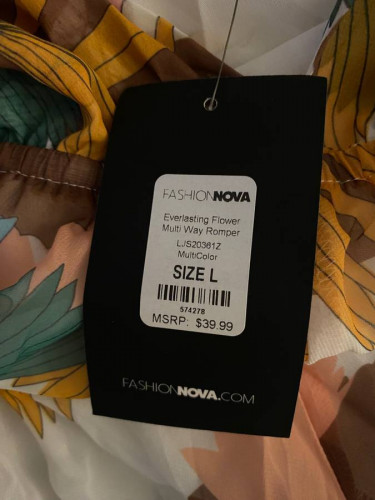 FASHIONNOVA
Everlasting Flower
Multi Way Romper
LJS20361Z
MultiColor
SIZE L
574278
MSRP: $39.99
FASHIONNOVA.COM